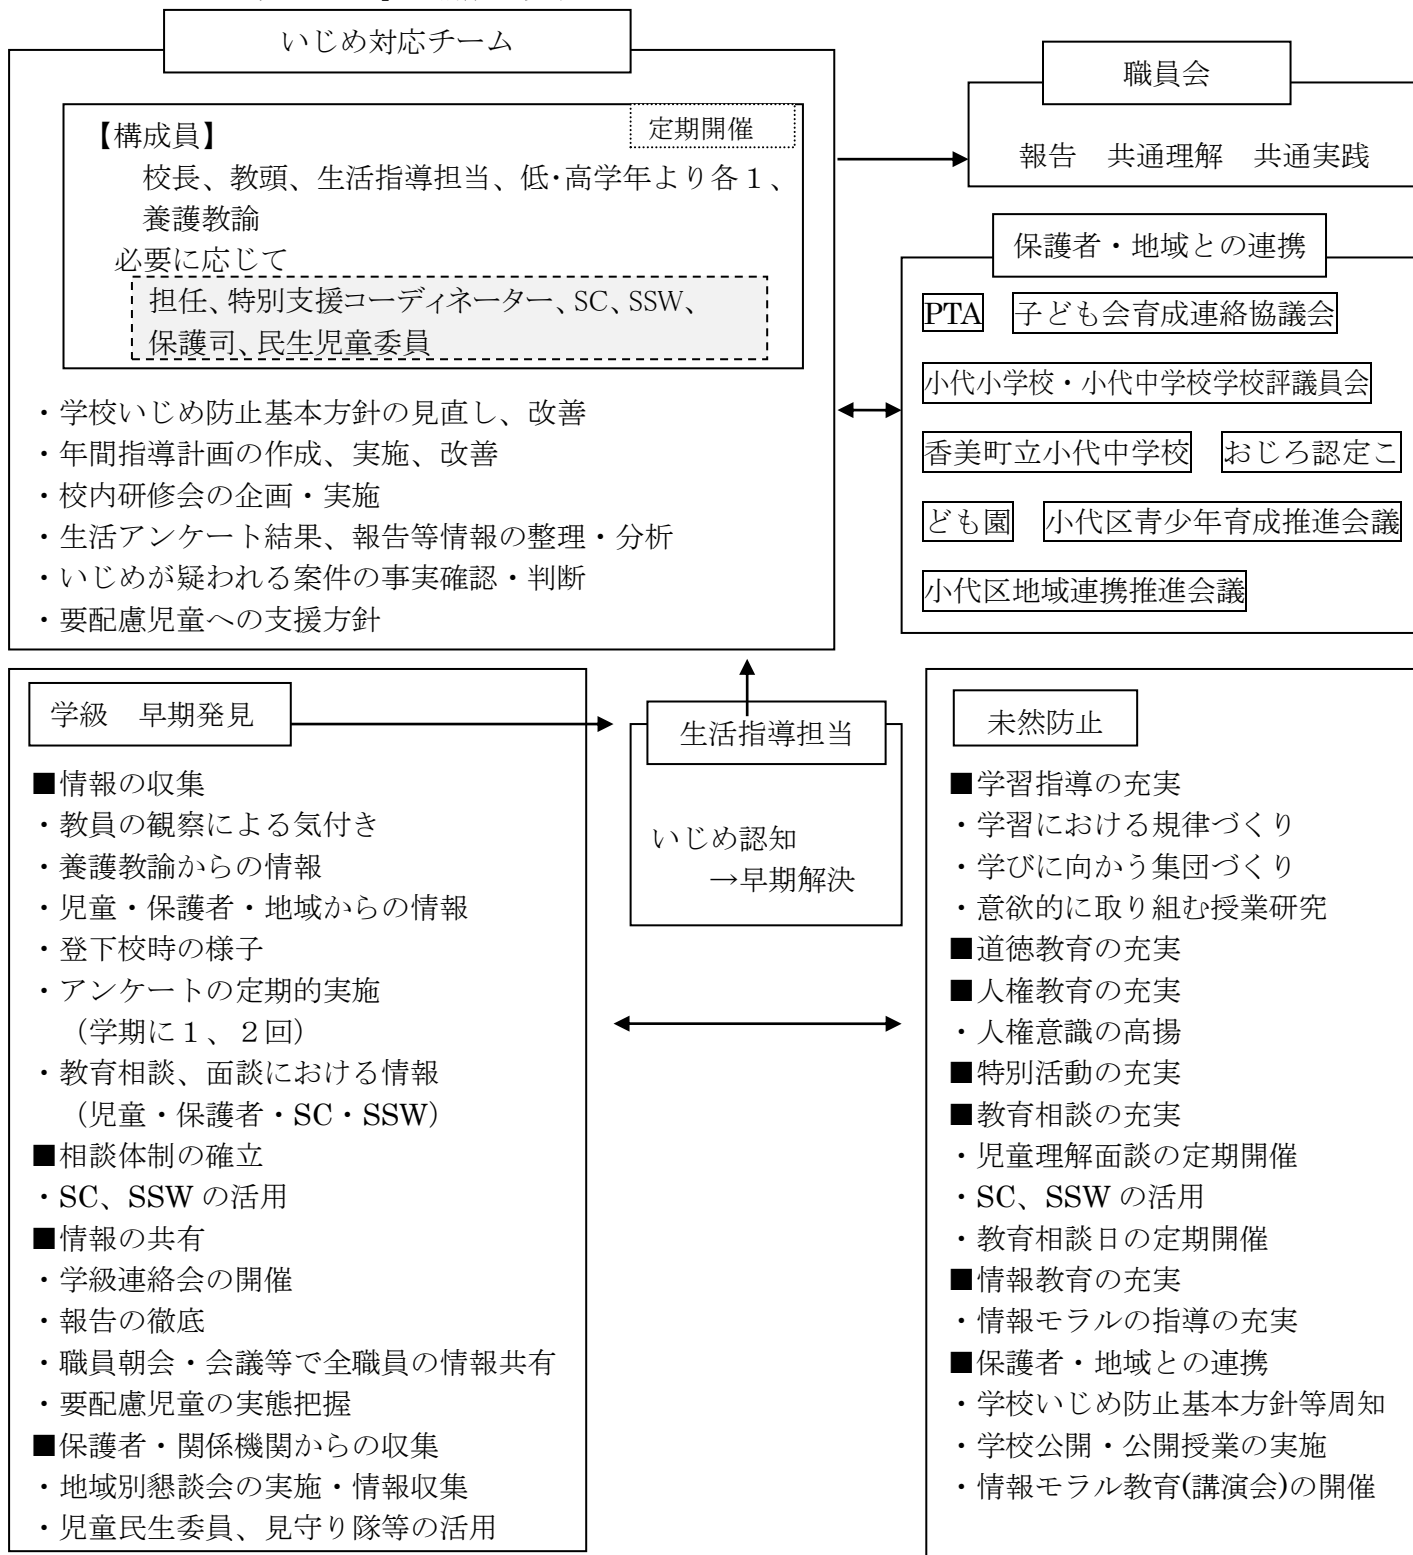 いじめ対応チーム
【構成員】
定期開催
校長、教頭、生活指導担当、低・高学年より各１、
養護教諭
必要に応じて
担任、特別支援コーディネーター、SC、SSW、
保護司、民生児童委員
・学校いじめ防止基本方針の見直し、改善
・年間指導計画の作成、実施、改善
・校内研修会の企画・実施
・生活アンケート結果、報告等情報の整理・分析
・いじめが疑われる案件の事実確認・判断
・要配慮児童への支援方針
職員会
報告　共通理解　共通実践
保護者・地域との連携
PTA　子ども会育成連絡協議会
小代小学校・小代中学校学校評議員会
香美町立小代中学校　おじろ認定こ
ども園　小代区青少年育成推進会議
小代区地域連携推進会議
学級　早期発見
■情報の収集
・教員の観察による気付き
・養護教諭からの情報
・児童・保護者・地域からの情報
・登下校時の様子
・アンケートの定期的実施
（学期に１、２回）
・教育相談、面談における情報
（児童・保護者・SC・SSW）
■相談体制の確立
・SC、SSW の活用
■情報の共有
・学級連絡会の開催
・報告の徹底
・職員朝会・会議等で全職員の情報共有
・要配慮児童の実態把握
■保護者・関係機関からの収集
・地域別懇談会の実施・情報収集
・児童民生委員、見守り隊等の活用
生活指導担当
いじめ認知
→早期解決
未然防止
■学習指導の充実
・学習における規律づくり
・学びに向かう集団づくり
・意欲的に取り組む授業研究
■道徳教育の充実
■人権教育の充実
・人権意識の高揚
■特別活動の充実
■教育相談の充実
・児童理解面談の定期開催
・SC、SSW の活用
・教育相談日の定期開催
■情報教育の充実
・情報モラルの指導の充実
■保護者・地域との連携
・学校いじめ防止基本方針等周知
・学校公開・公開授業の実施
・情報モラル教育(講演会)の開催